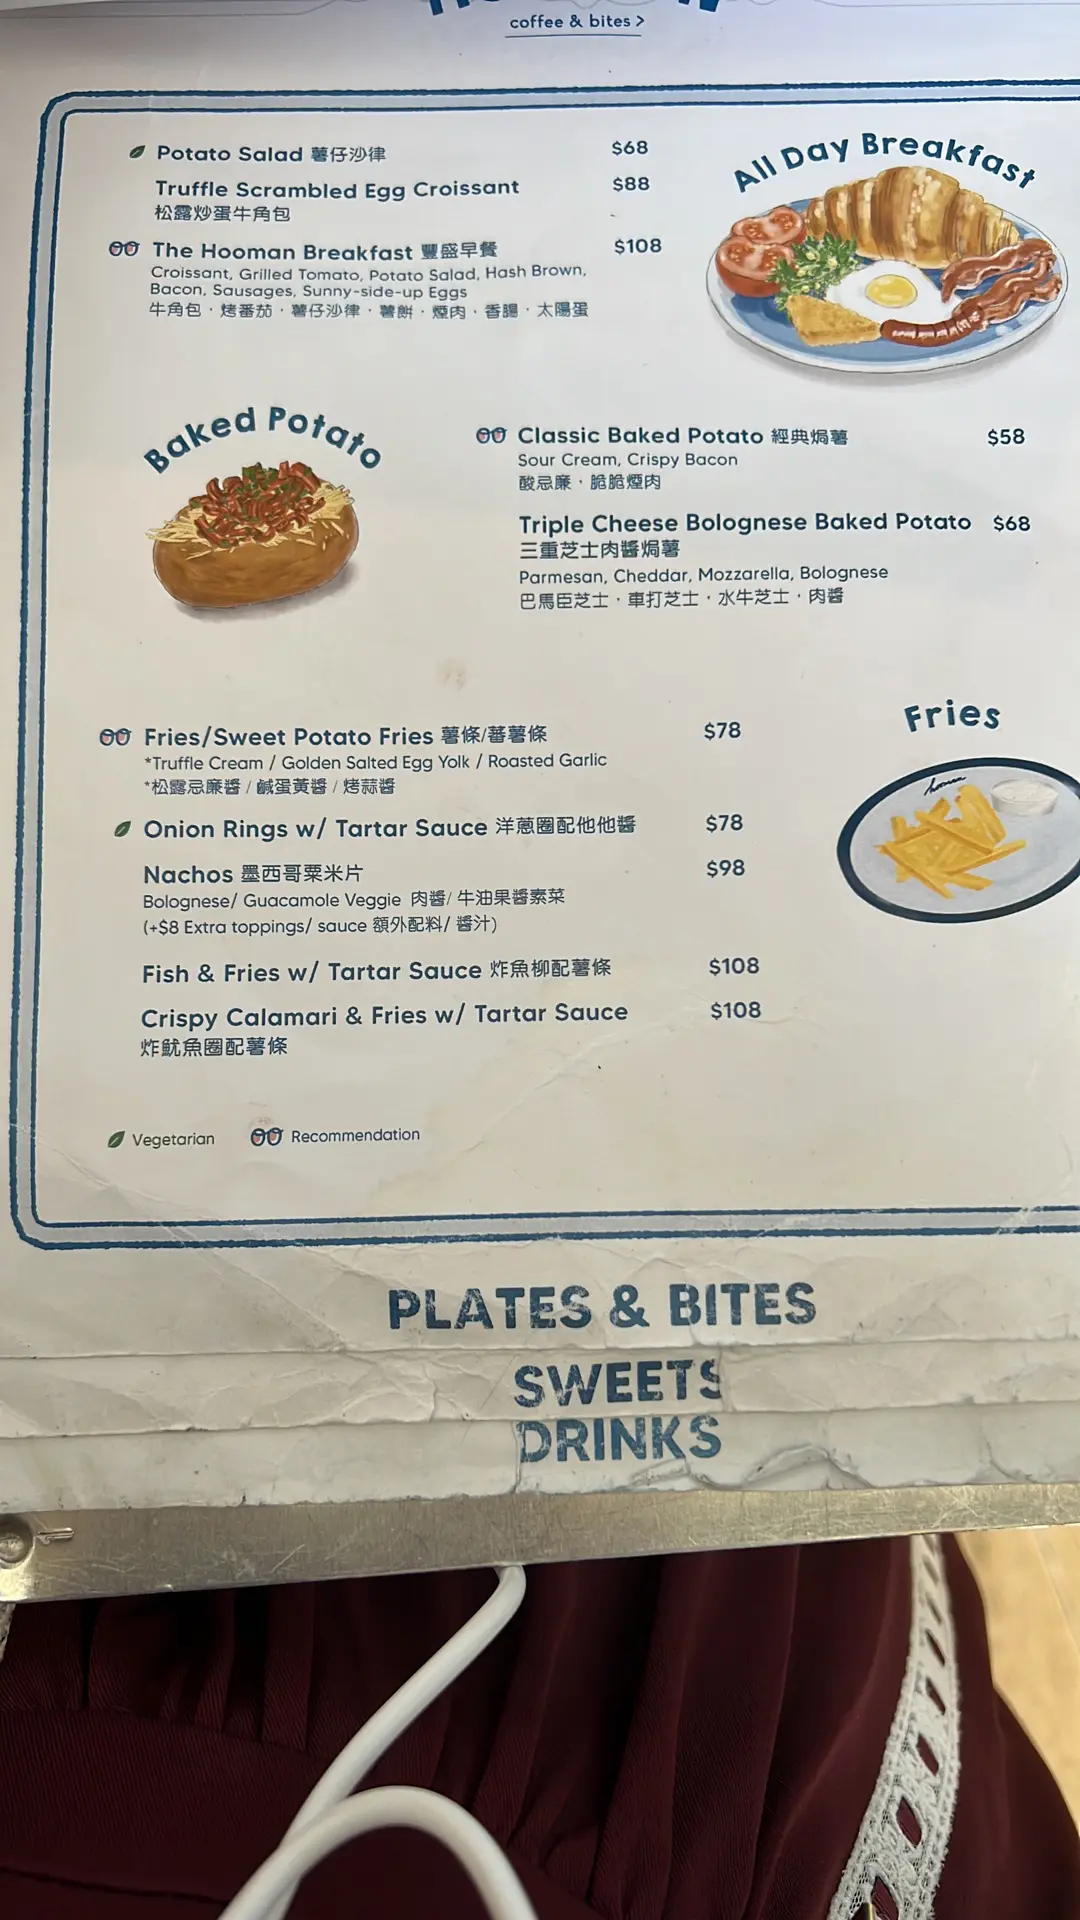 coffee & bites >
All Day Breakfast
Potato Salad 薯仔沙律 $68
Truffle Scrambled Egg Croissant $88
松露炒蛋牛角包
The Hooman Breakfast 豐盛早餐 $108
Croissant, Grilled Tomato, Potato Salad, Hash Brown,
Bacon, Sausages, Sunny-side-up Eggs
牛角包・烤番茄・薯仔沙律・薯餅・煙肉・香腸・太陽蛋
Baked Potato
Classic Baked Potato 經典焗薯 $58
Sour Cream, Crispy Bacon
酸忌廉・脆脆煙肉
Triple Cheese Bolognese Baked Potato $68
三重芝士肉醬焗薯
Parmesan, Cheddar, Mozzarella, Bolognese
巴馬臣芝士・車打芝士・水牛芝士・肉醬
Fries
Fries/Sweet Potato Fries 薯條/蕃薯條 $78
*Truffle Cream / Golden Salted Egg Yolk / Roasted Garlic
*松露忌廉醬 / 鹹蛋黃醬 / 烤蒜醬
Onion Rings w/ Tartar Sauce 洋蔥圈配他他醬 $78
Nachos 墨西哥粟米片 $98
Bolognese/ Guacamole Veggie 肉醬/ 牛油果醬素菜
(+$8 Extra toppings/ sauce 額外配料/ 醬汁)
Fish & Fries w/ Tartar Sauce 炸魚柳配薯條 $108
Crispy Calamari & Fries w/ Tartar Sauce $108
炸魷魚圈配薯條
Vegetarian Recommendation
PLATES & BITES
SWEETS
DRINKS